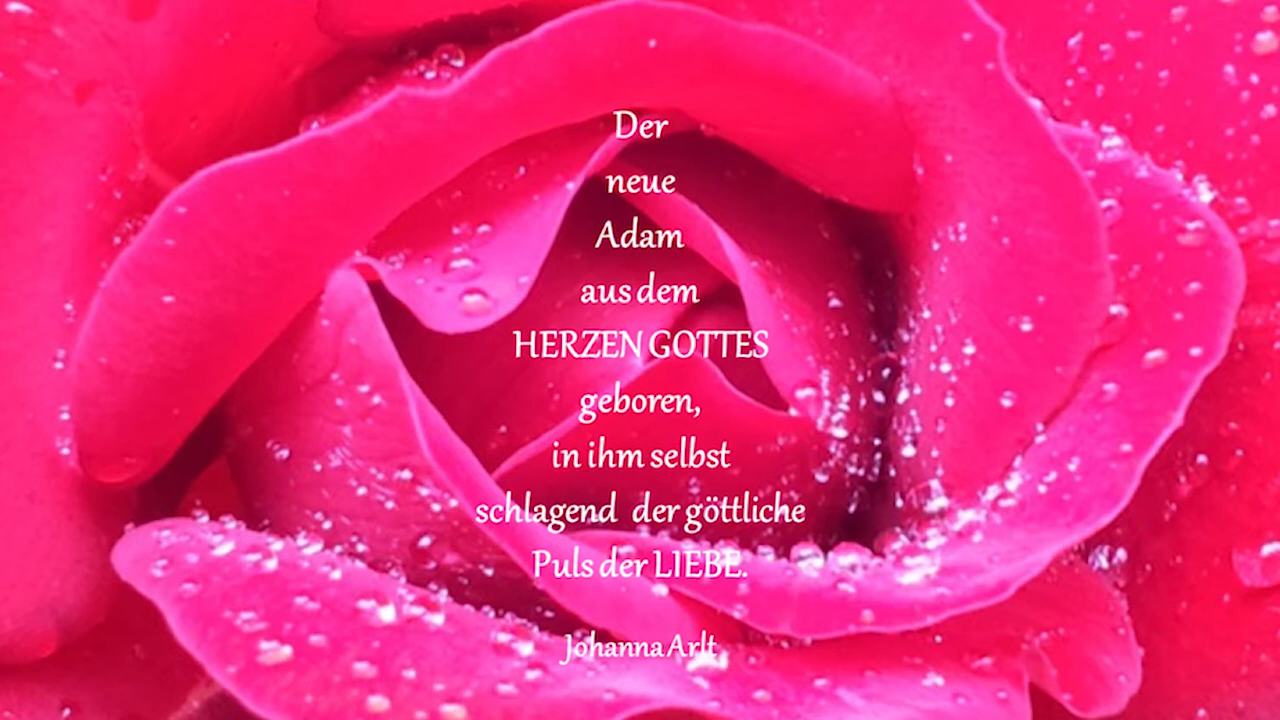 Der
neue
Adam
aus dem
HERZEN GOTTES
geboren,
in ihm selbst
schlagend der göttliche
Puls der LIEBE.
Johanna Arlt